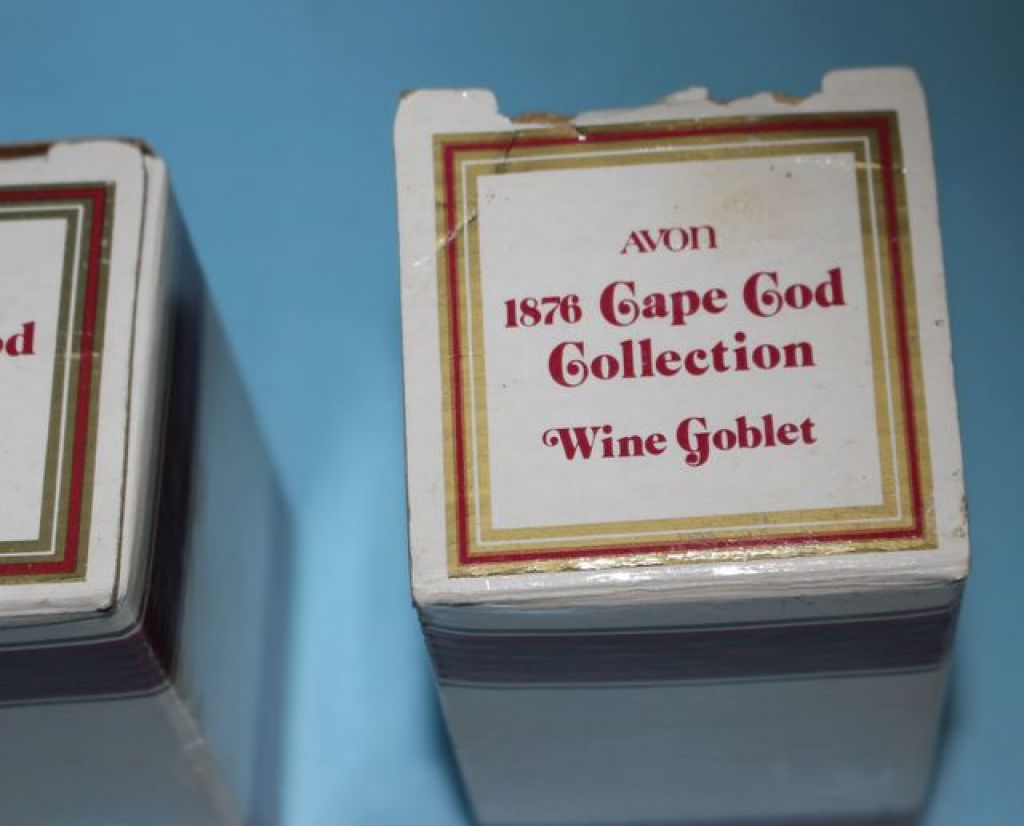 AVON
1876 Cape Cod
Collection
Wine Goblet